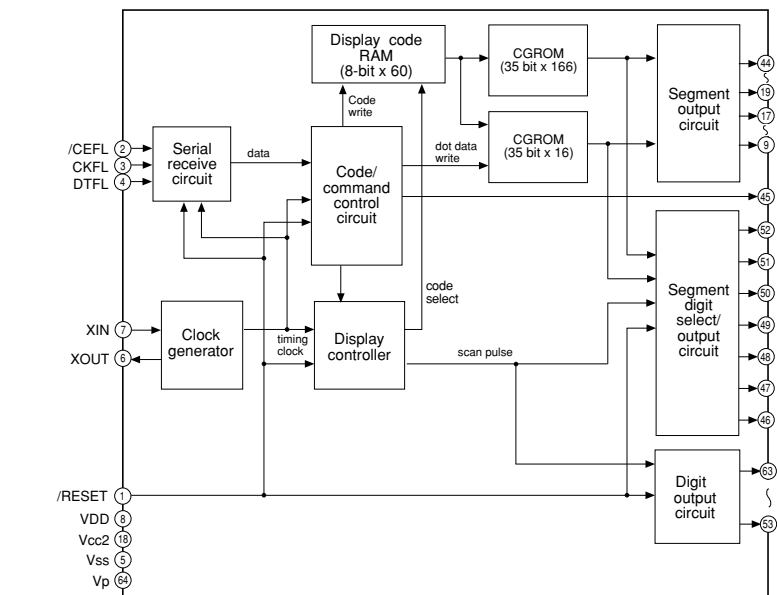 Display code
RAM
(8-bit x 60)
CGROM
(35 bit x 166)
Segment
output
circuit
44
19
17
9
Code
write
/CEFL 2
CKFL 3
DTFL 4
Serial
receive
circuit
data
Code/
command
control
circuit
dot data
write
CGROM
(35 bit x 16)
45
Segment
digit
select/
output
circuit
52
51
50
49
48
47
46
code
select
XIN 7
XOUT 6
Clock
generator
timing
clock
Display
controller
scan pulse
/RESET 1
VDD 8
Vcc2 18
Vss 5
Vp 64
Digit
output
circuit
63
53